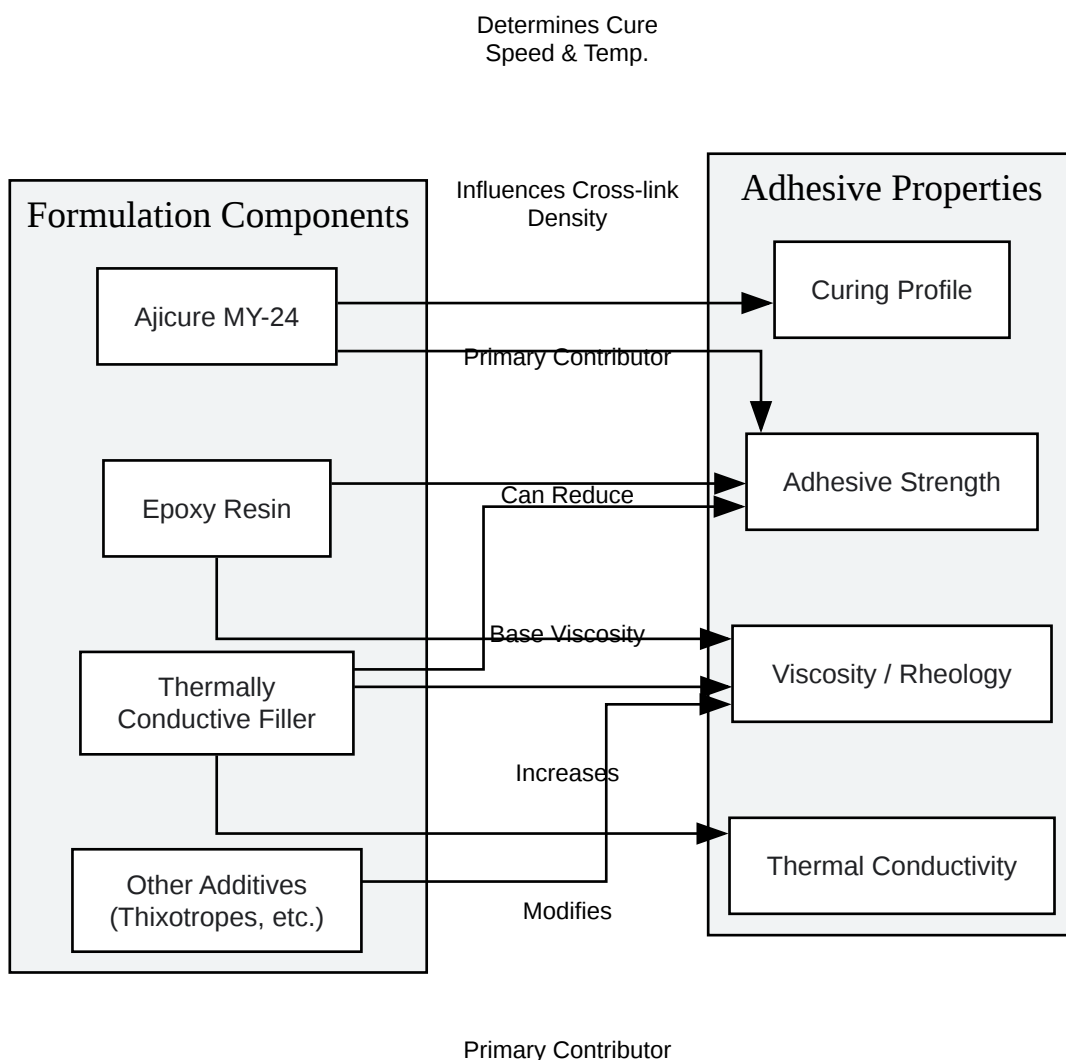 Determines Cure
Speed & Temp.
Formulation Components
Ajicure MY-24
Epoxy Resin
Thermally
Conductive Filler
Other Additives
(Thixotropes, etc.)
Influences Cross-link
Density
Primary Contributor
Can Reduce
Base Viscosity
Increases
Modifies
Primary Contributor
Adhesive Properties
Curing Profile
Adhesive Strength
Viscosity / Rheology
Thermal Conductivity